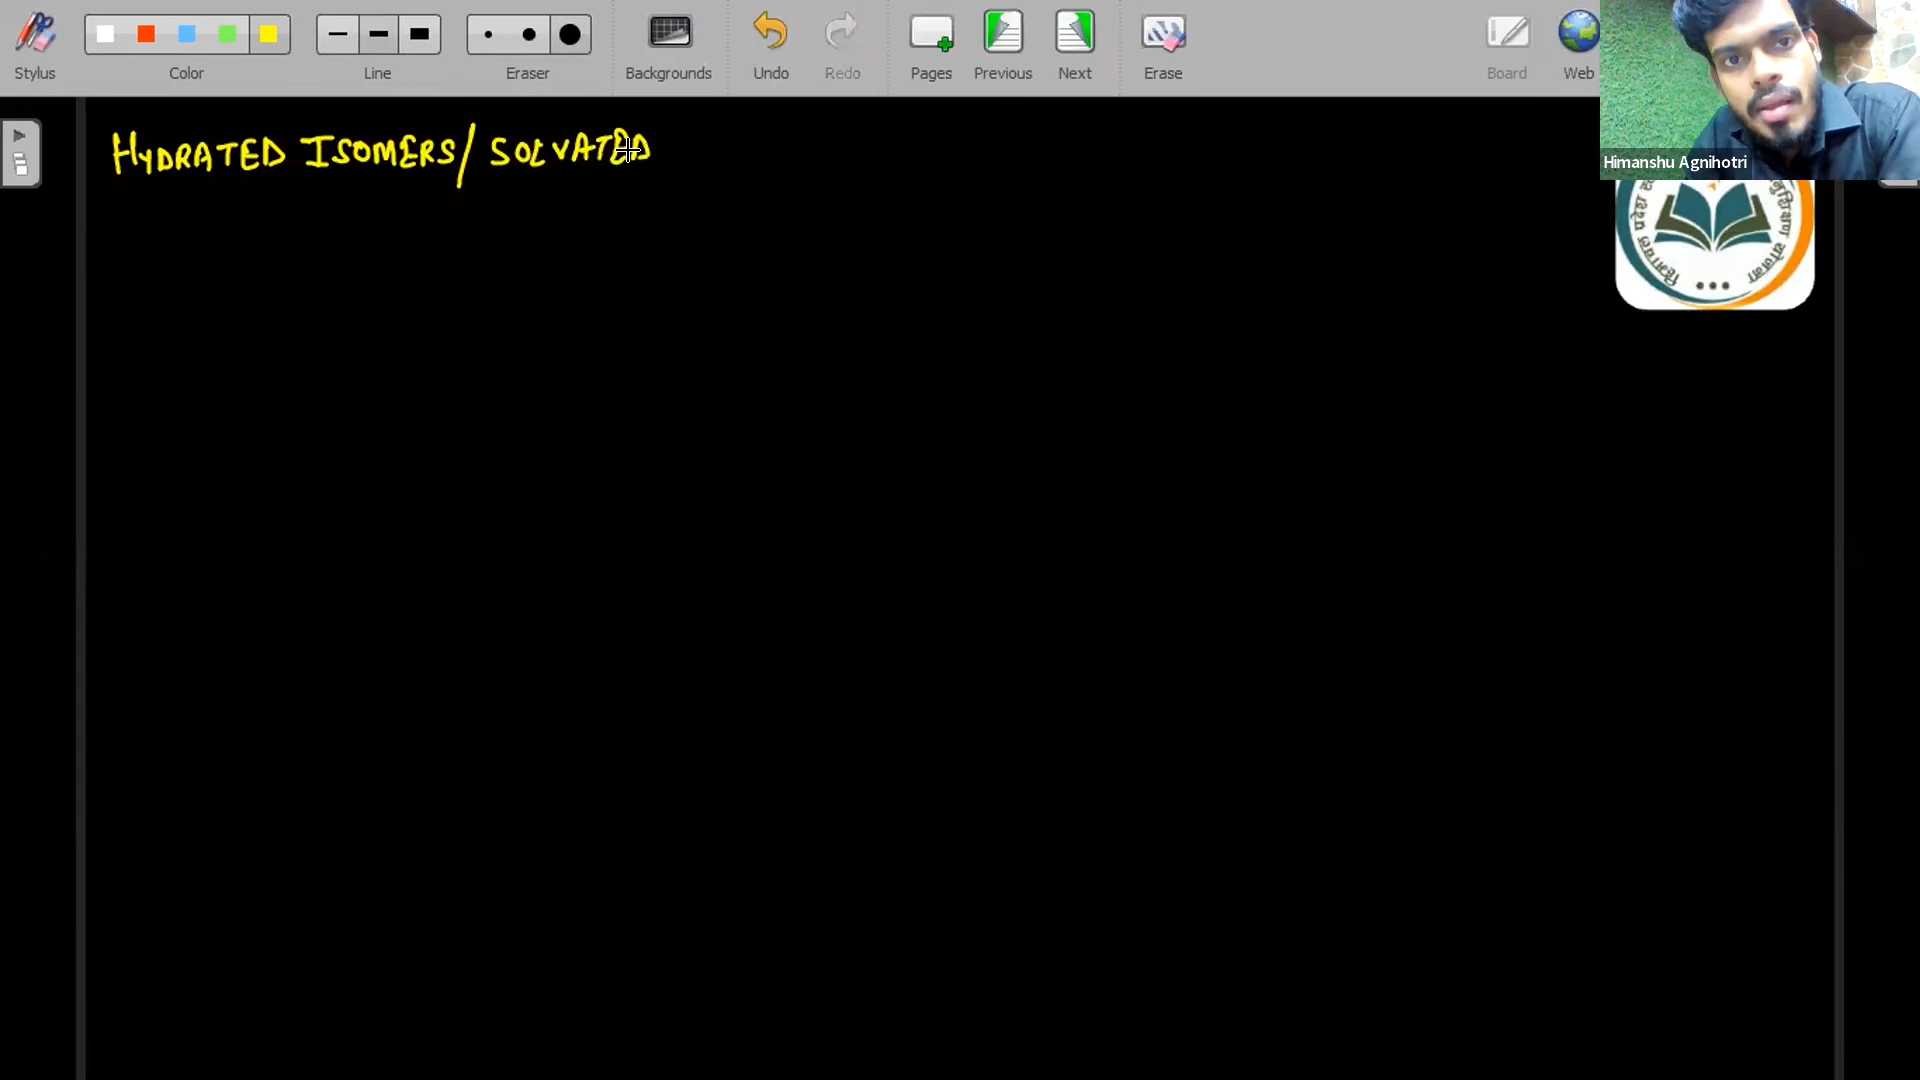 Stylus
Color
Line
Eraser
Backgrounds
Undo
Redo
Pages
Previous
Next
Erase
Board
Web
Himanshu Agnihotri
HYDRATED ISOMERS/ SOLVATED